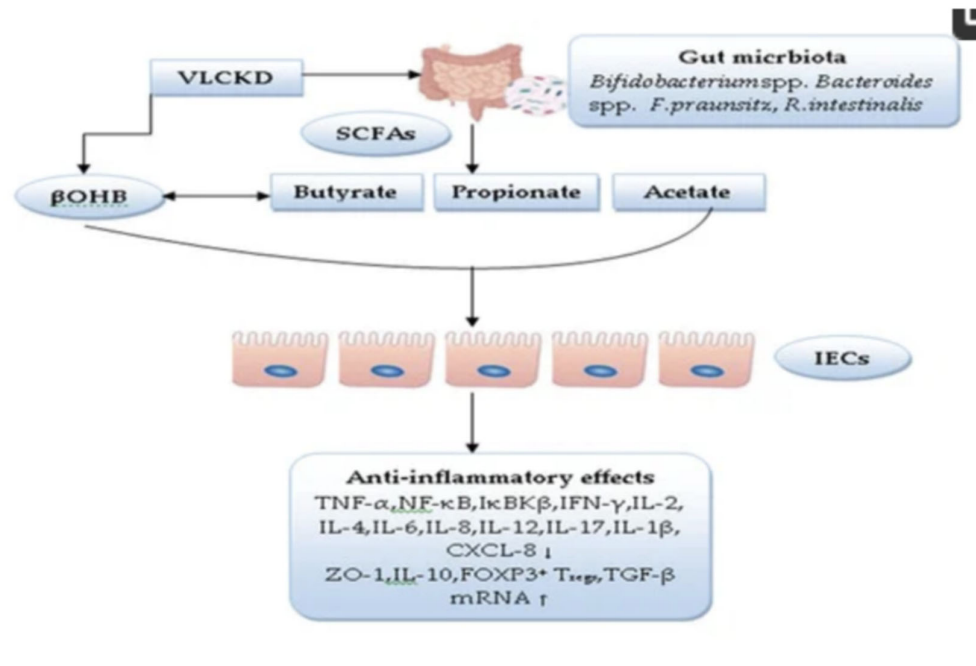 Gut micrbiota
VLCKD
Bifidobacterium spp. Bacteroides
spp. F.praunsitz, R.intestinalis
SCFAs
βOHB
Butyrate
Propionate
Acetate
IECs
Anti-inflammatory effects
TNF-α,NF-κB,IκBKβ,IFN-γ,IL-2,
IL-4,IL-6,IL-8,IL-12,IL-17,IL-1β,
CXCL-8 ↓
ZO-1,IL-10,FOXP3⁺ Tregs,TGF-β
mRNA ↑